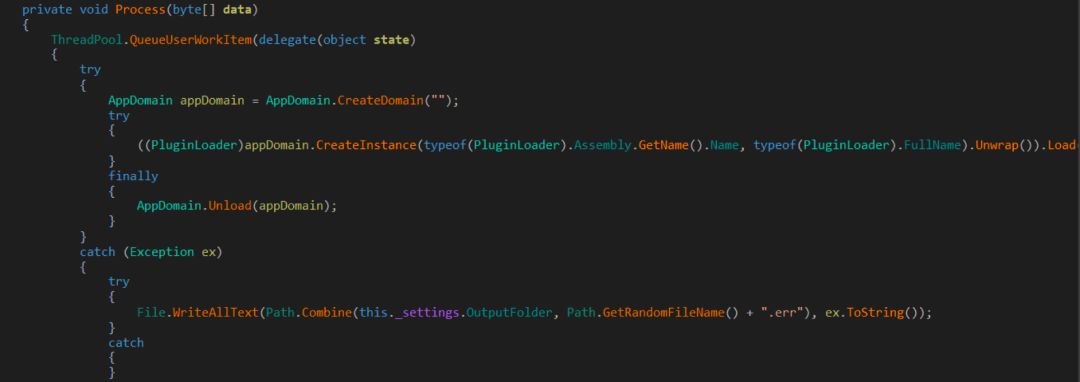 private void Process(byte[] data)
{
    ThreadPool.QueueUserWorkItem(delegate(object state)
    {
        try
        {
            AppDomain appDomain = AppDomain.CreateDomain("");
            try
            {
                ((PluginLoader)appDomain.CreateInstance(typeof(PluginLoader).Assembly.GetName().Name, typeof(PluginLoader).FullName).Unwrap()).Load(
            }
            finally
            {
                AppDomain.Unload(appDomain);
            }
        }
        catch (Exception ex)
        {
            try
            {
                File.WriteAllText(Path.Combine(this._settings.OutputFolder, Path.GetRandomFileName() + ".err"), ex.ToString());
            }
            catch
            {
            }